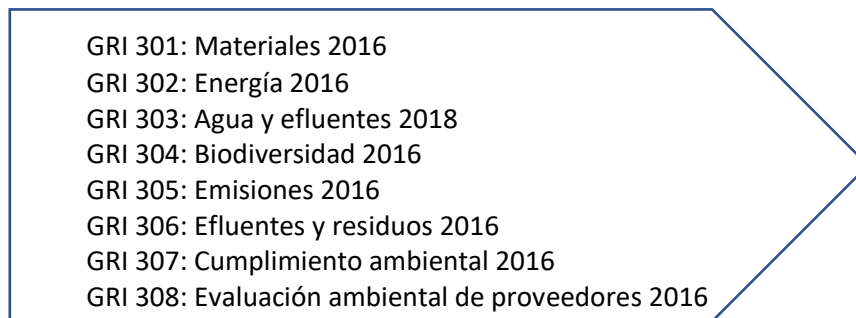 GRI 301: Materiales 2016
GRI 302: Energía 2016
GRI 303: Agua y efluentes 2018
GRI 304: Biodiversidad 2016
GRI 305: Emisiones 2016
GRI 306: Efluentes y residuos 2016
GRI 307: Cumplimiento ambiental 2016
GRI 308: Evaluación ambiental de proveedores 2016